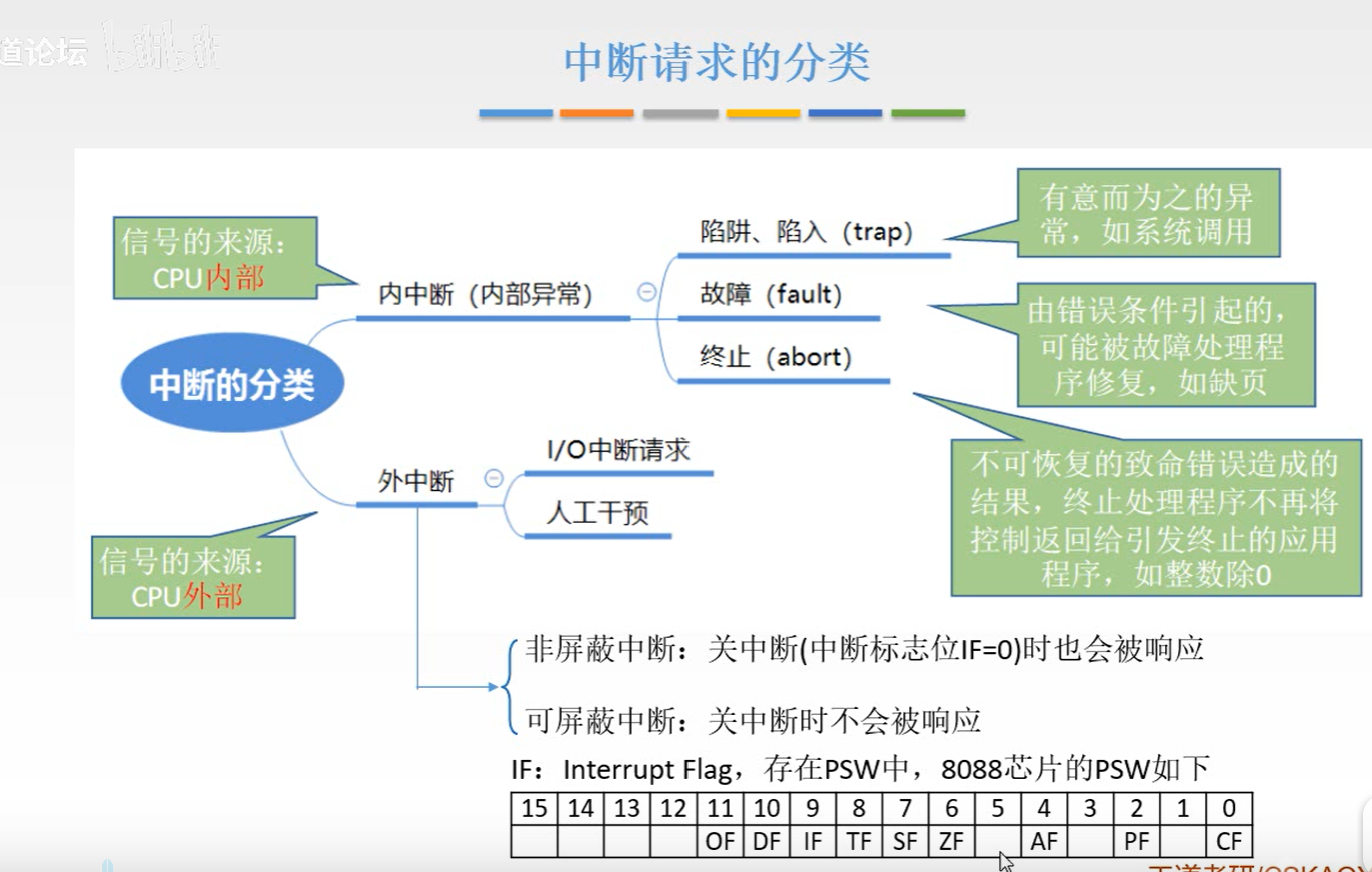 道论坛 bilibili
中断请求的分类
信号的来源：
CPU内部
内中断（内部异常）
陷阱、陷入（trap）
故障（fault）
终止（abort）
有意而为之的异
常，如系统调用
由错误条件引起的，
可能被故障处理程
序修复，如缺页
不可恢复的致命错误造成的
结果，终止处理程序不再将
控制返回给引发终止的应用
程序，如整数除0
中断的分类
外中断
I/O中断请求
人工干预
信号的来源：
CPU外部
非屏蔽中断：关中断(中断标志位IF=0)时也会被响应
可屏蔽中断：关中断时不会被响应
IF：Interrupt Flag，存在PSW中，8088芯片的PSW如下
15 14 13 12 11 10 9 8 7 6 5 4 3 2 1 0
OF DF IF TF SF ZF AF PF CF